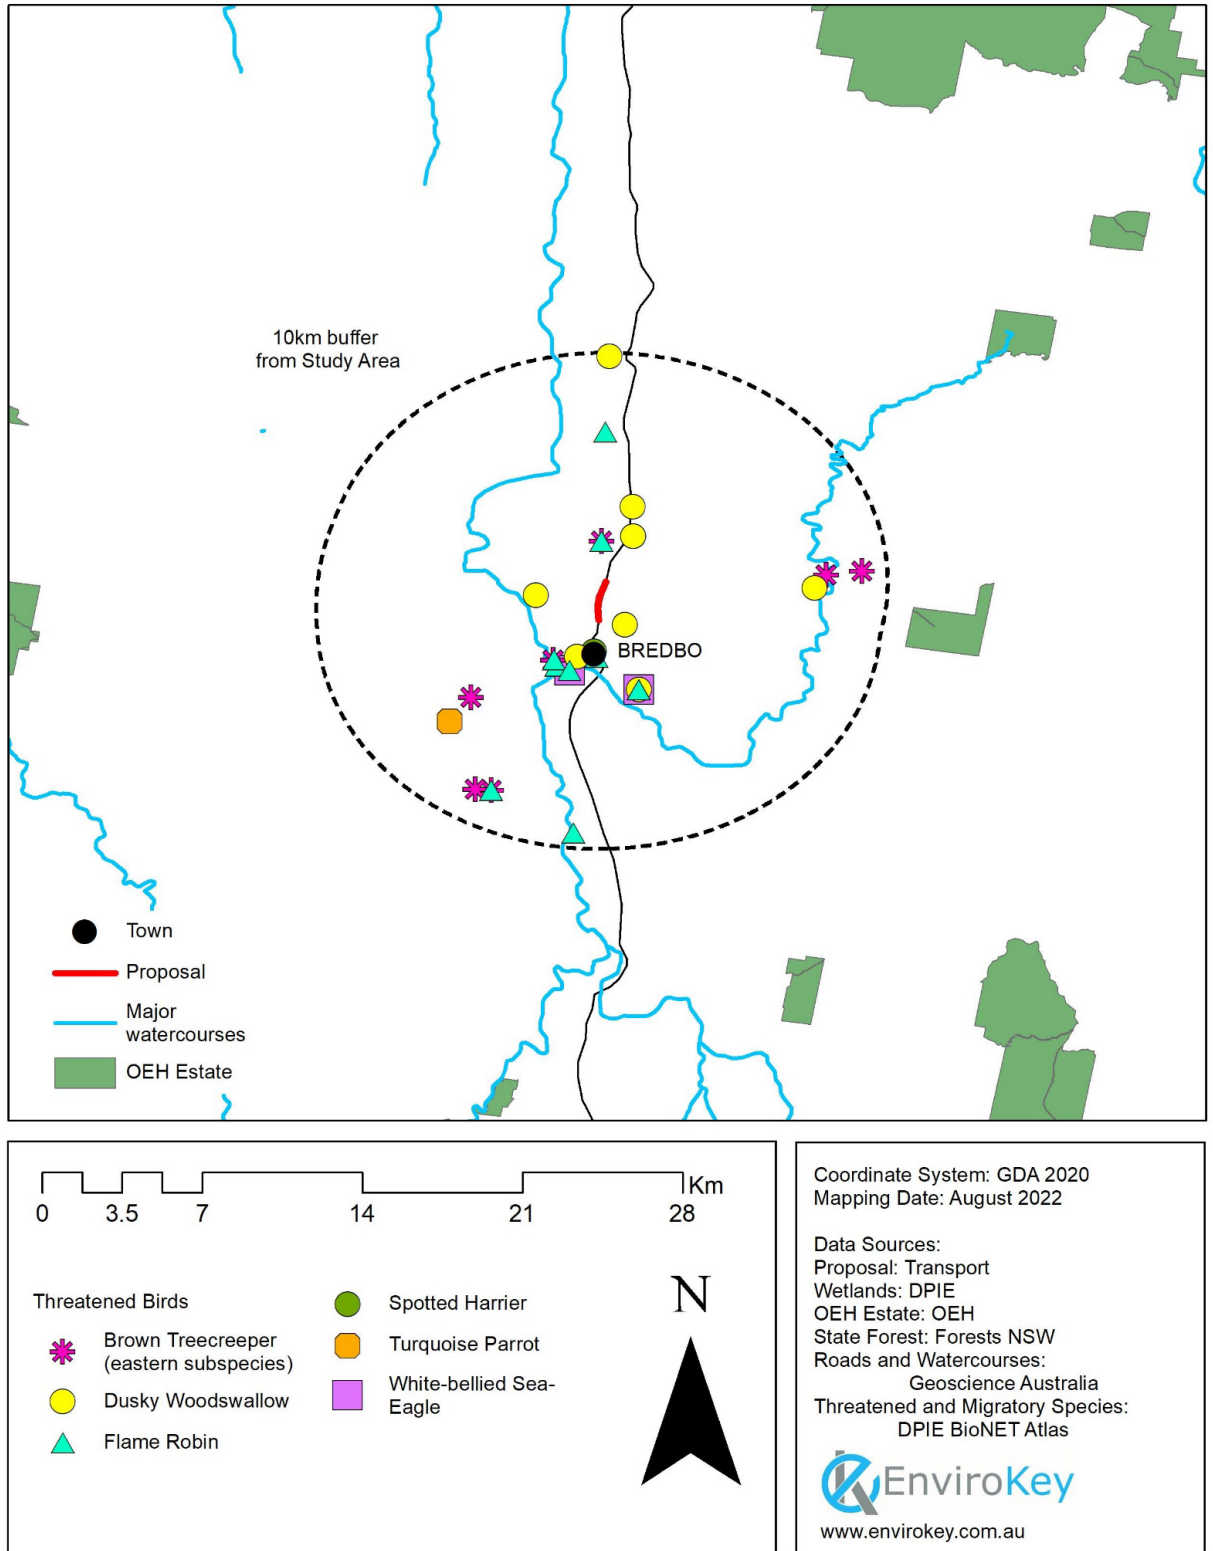 10km buffer
from Study Area
BREDBO
Town
Proposal
Major
watercourses
OEH Estate
Km
0 3.5 7 14 21 28
Threatened Birds
Brown Treecreeper
(eastern subspecies)
Dusky Woodswallow
Flame Robin
Spotted Harrier
Turquoise Parrot
White-bellied Sea-
Eagle
N
Coordinate System: GDA 2020
Mapping Date: August 2022
Data Sources:
Proposal: Transport
Wetlands: DPIE
OEH Estate: OEH
State Forest: Forests NSW
Roads and Watercourses:
Geoscience Australia
Threatened and Migratory Species:
DPIE BioNET Atlas
EnviroKey
www.envirokey.com.au